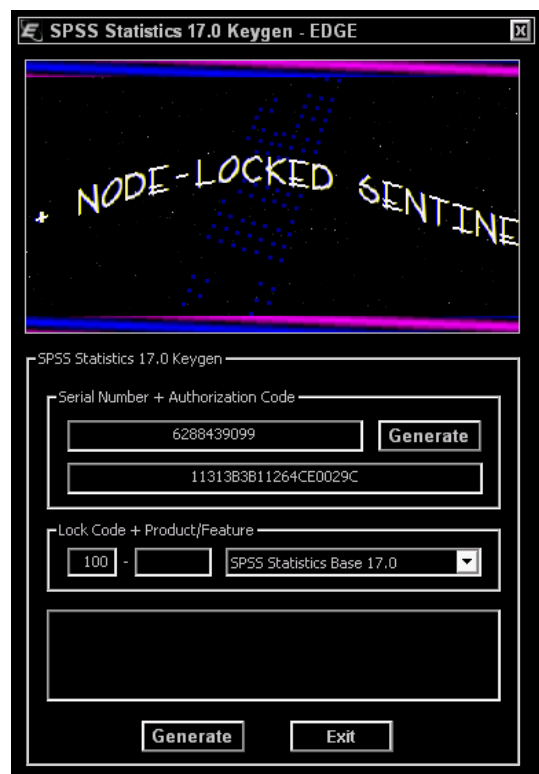 SPSS Statistics 17.0 Keygen - EDGE
+ NODE-LOCKED SENTINE
SPSS Statistics 17.0 Keygen
Serial Number + Authorization Code
6288439099
Generate
11313B3B11264CE0029C
Lock Code + Product/Feature
100 - SPSS Statistics Base 17.0
Generate Exit